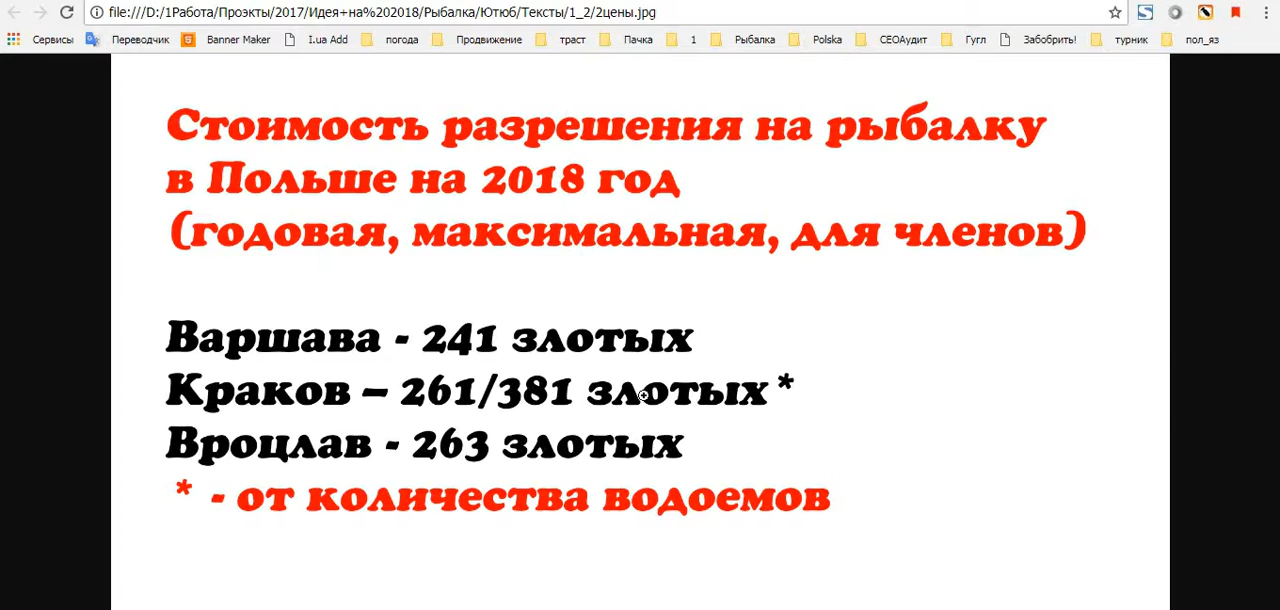 file:///D:/1Работа/Проэкты/2017/Идея+на%202018/Рыбалка/Ютюб/Тексты/1_2/2цены.jpg
Сервисы Переводчик Banner Maker I.ua Add погода Продвижение траст Пачка 1 Рыбалка Polska СЕОАудит Гугл Забобрить! турник пол_яз
Стоимость разрешения на рыбалку
в Польше на 2018 год
(годовая, максимальная, для членов)
Варшава - 241 злотых
Краков – 261/381 злотых *
Вроцлав - 263 злотых
* - от количества водоемов